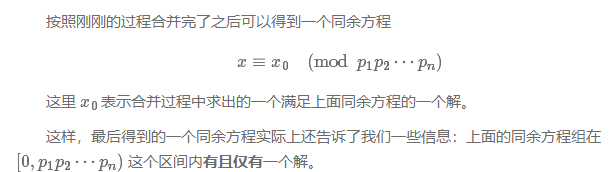 按照刚刚的过程合并完了之后可以得到一个同余方程
x ≡ x₀ (mod p₁p₂⋯pₙ)
这里 x₀ 表示合并过程中求出的一个满足上面同余方程的一个解。
这样，最后得到的一个同余方程实际上还告诉了我们一些信息：上面的同余方程组在
[0, p₁p₂⋯pₙ) 这个区间内有且仅有一个解。